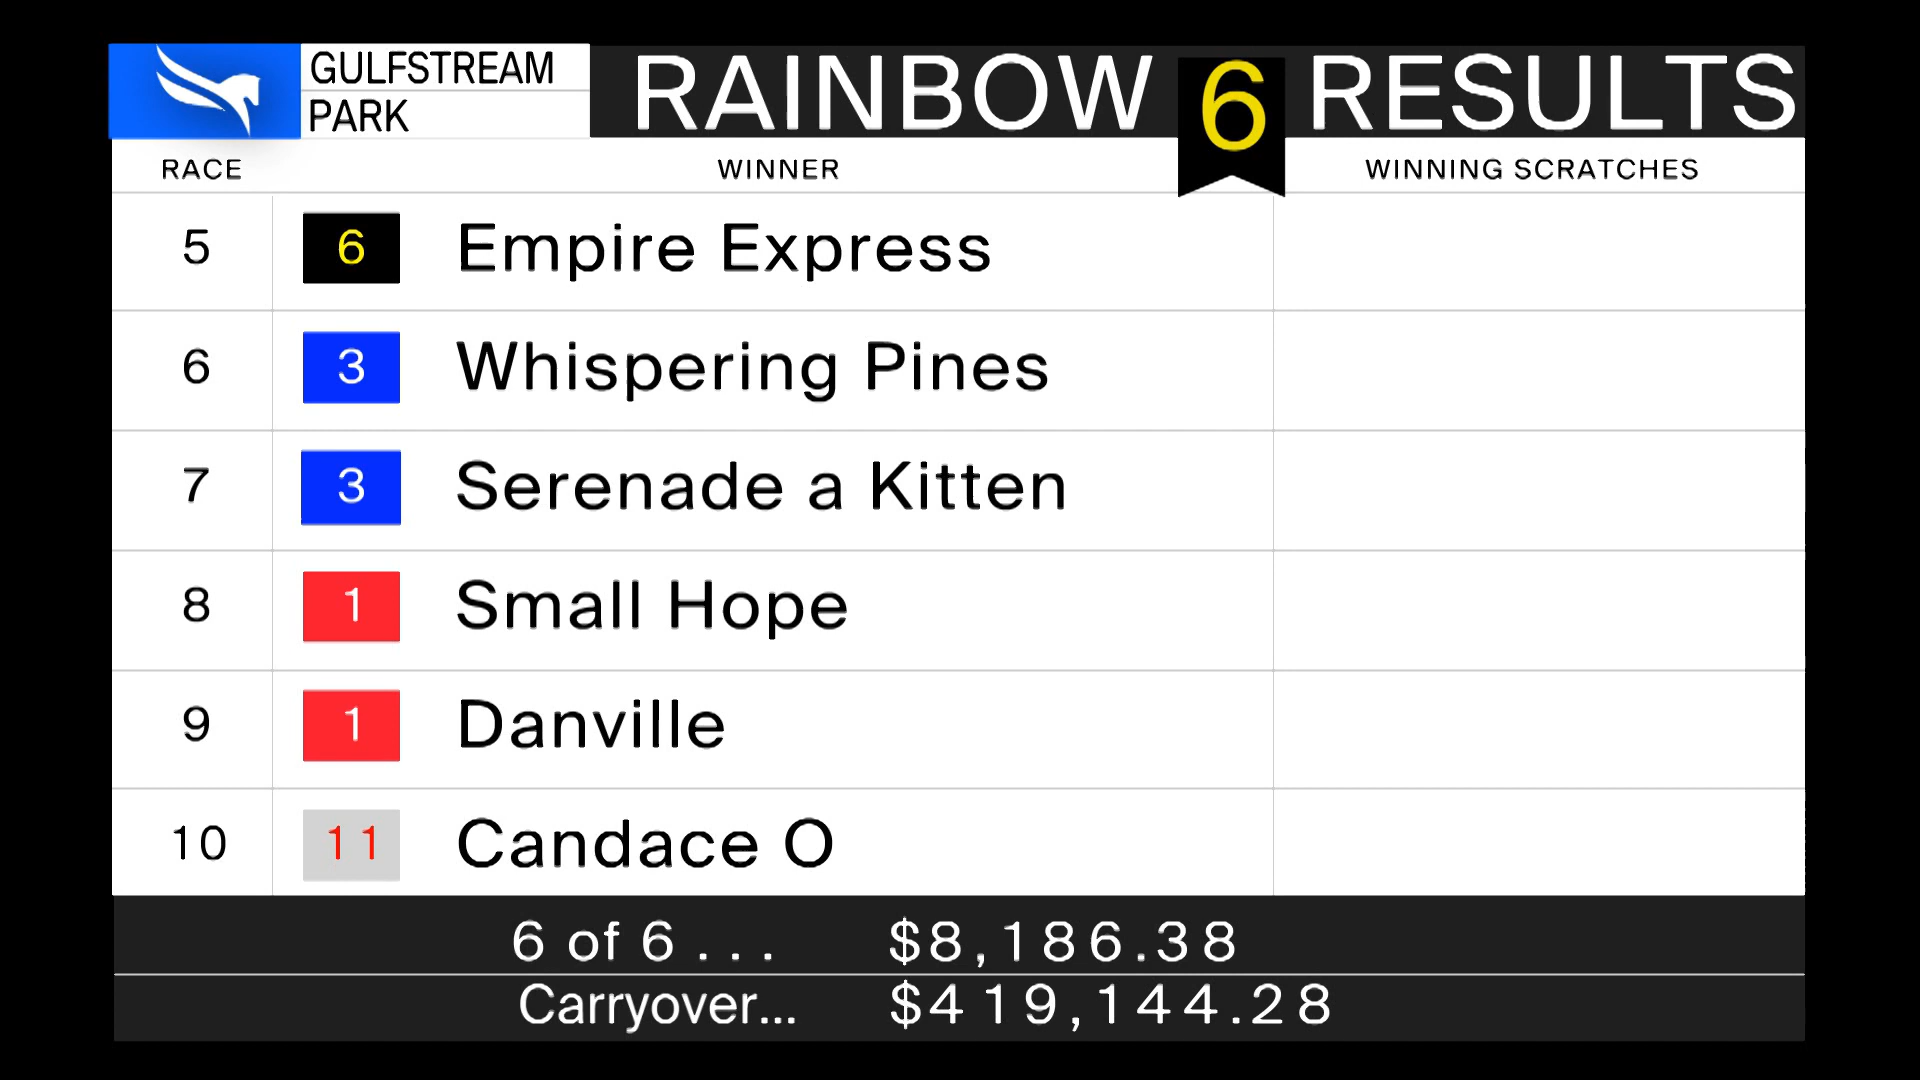 GULFSTREAM
PARK
RAINBOW 6 RESULTS
RACE WINNER WINNING SCRATCHES
5 6 Empire Express
6 3 Whispering Pines
7 3 Serenade a Kitten
8 1 Small Hope
9 1 Danville
10 11 Candace O
6 of 6 ... $8,186.38
Carryover... $419,144.28